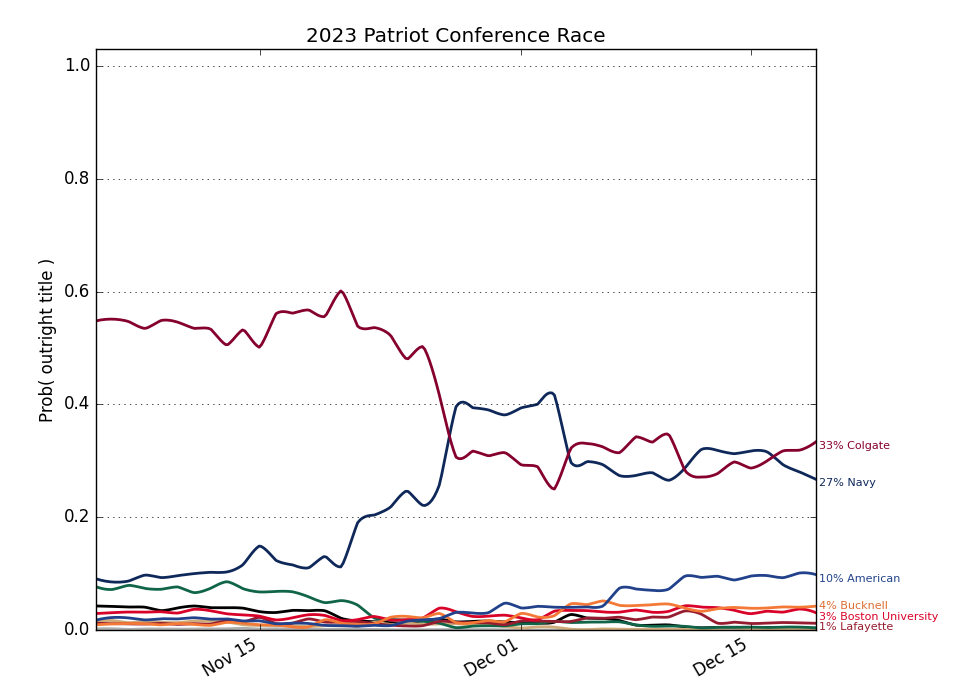 2023 Patriot Conference Race
1.0
0.8
0.6
0.4
0.2
0.0
Prob( outright title )
33% Colgate
27% Navy
10% American
4% Bucknell
3% Boston University
1% Lafayette
Nov 15
Dec 01
Dec 15